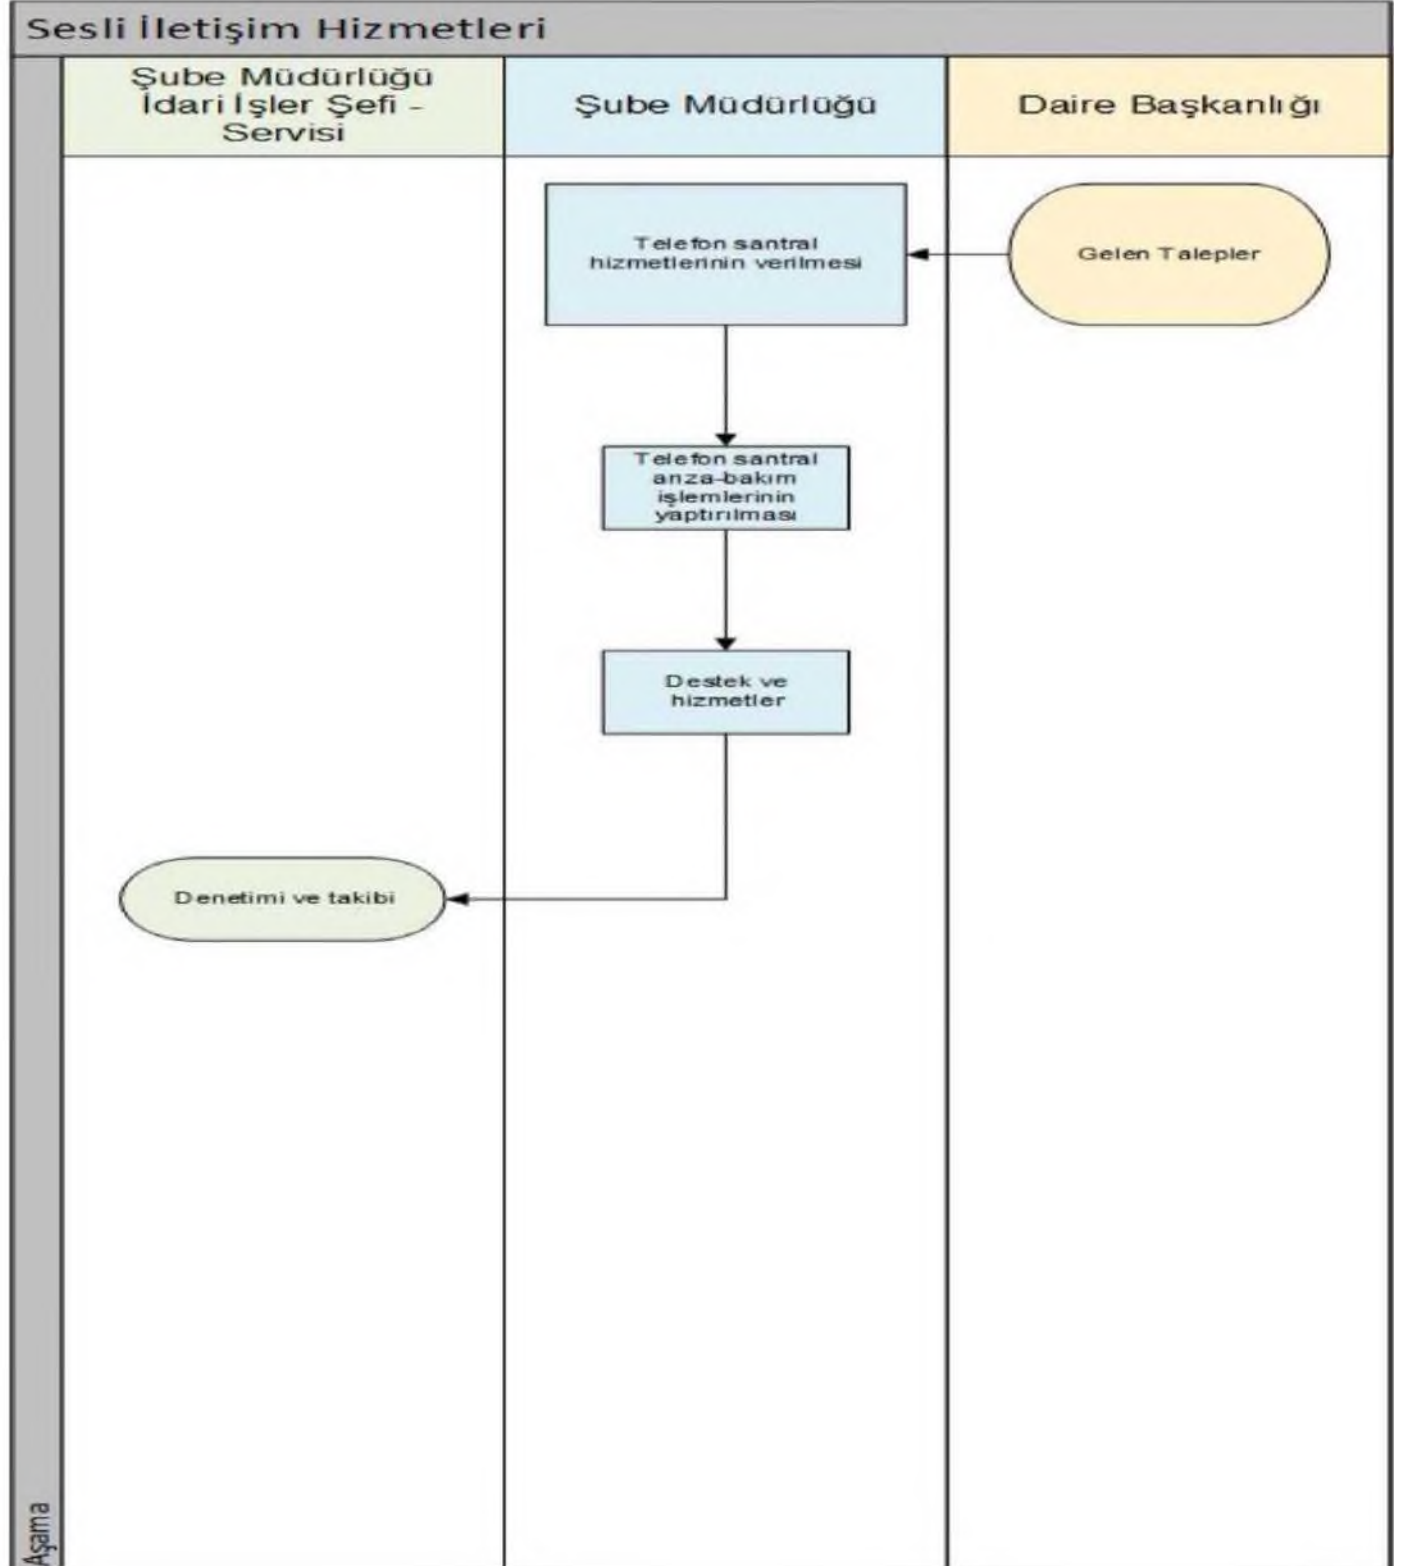 Sesli İletişim Hizmetleri
Şube Müdürlüğü
İdari İşler Şefi -
Servisi
Şube Müdürlüğü
Daire Başkanlığı
Telefon santral
hizmetlerinin verilmesi
Gelen Talepler
Telefon santral
arıza-bakım
işlemlerinin
yaptırılması
Destek ve
hizmetler
Denetimi ve takibi
Aşama